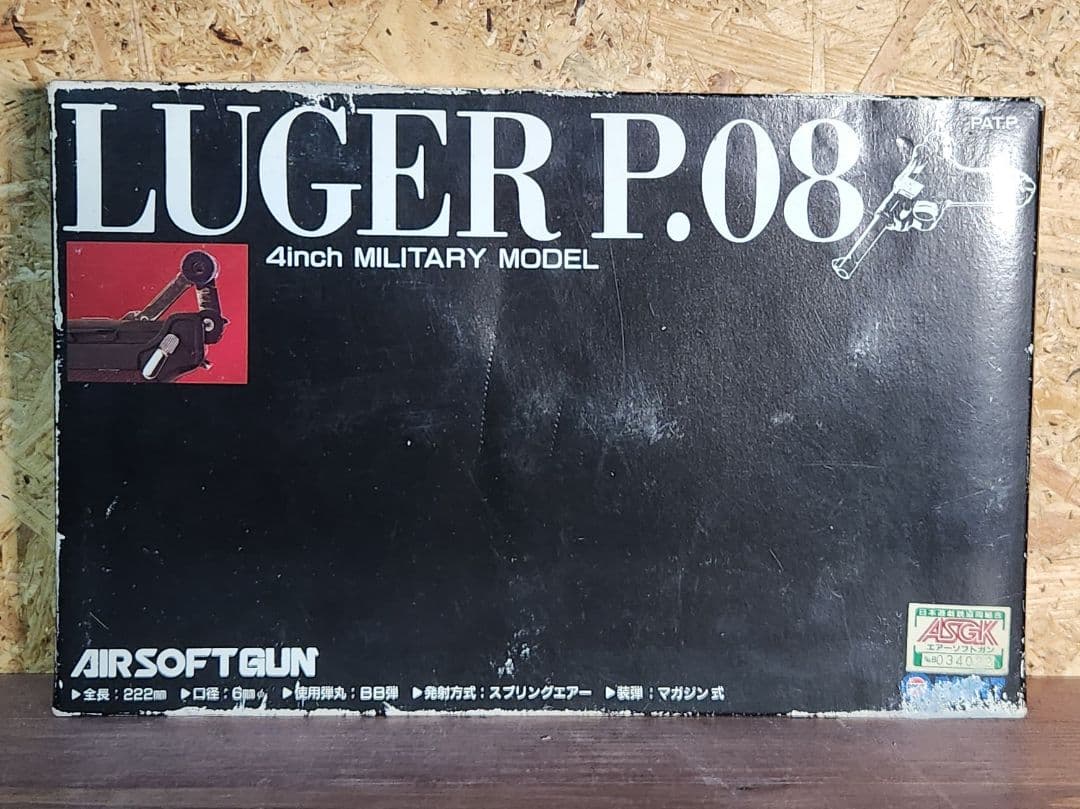 LUGER P.08
PAT.P
4inch MILITARY MODEL
AIRSOFTGUN
▶全長：222㎜ ▶口径：6㎜φ ▶使用弾丸：BB弾 ▶発射方式：スプリングエアー ▶装弾：マガジン式
ASGK
エアーソフトガン